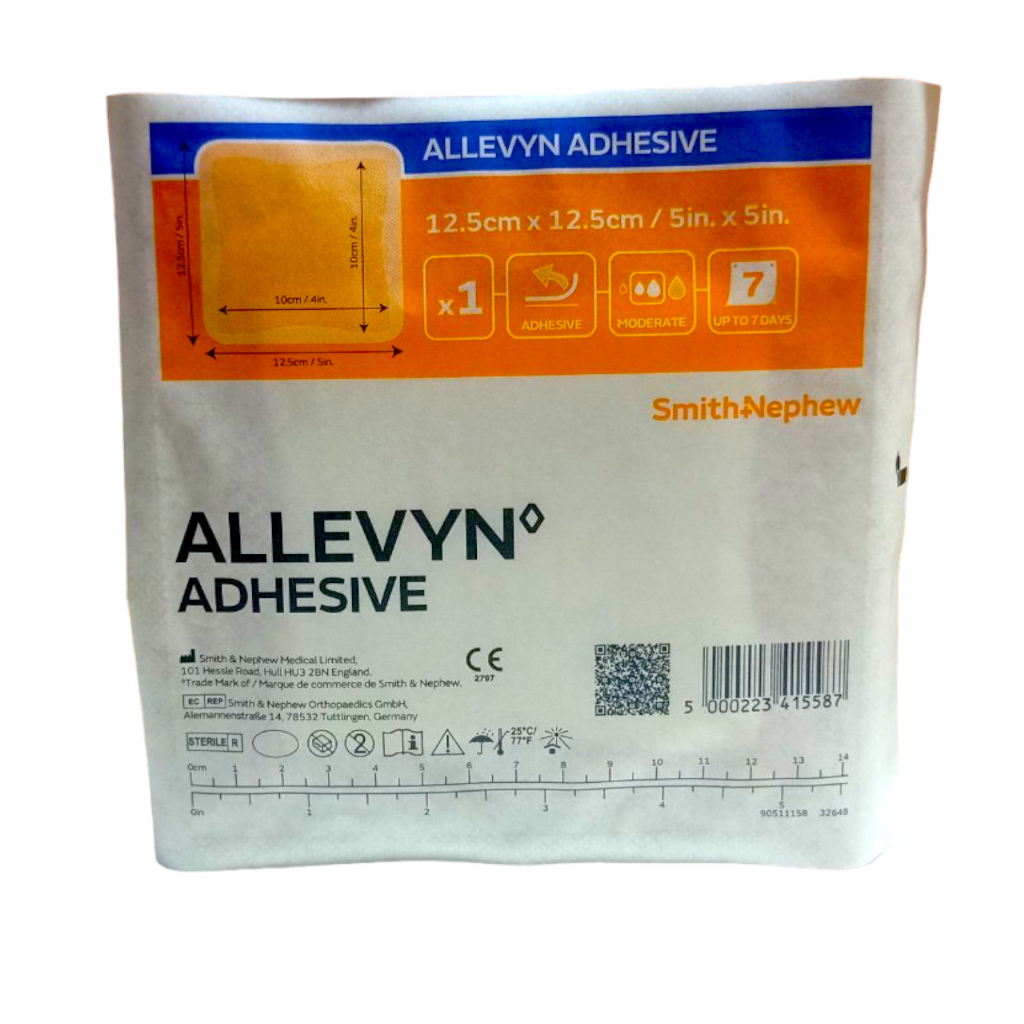 ALLEVYN ADHESIVE
12.5cm x 12.5cm / 5in. x 5in.
12.5cm / 5in.
10cm / 4in.
10cm / 4in.
12.5cm / 5in.
x1
ADHESIVE
MODERATE
7
UP TO 7 DAYS
Smith+Nephew
ALLEVYN◊
ADHESIVE
Smith & Nephew Medical Limited,
101 Hessle Road, Hull HU3 2BN England.
◊Trade Mark of / Marque de commerce de Smith & Nephew.
CE
2797
EC REP Smith & Nephew Orthopaedics GmbH,
Alemannenstraße 14, 78532 Tuttlingen, Germany
5 000223 415587
STERILE R
2
i
25°C/
77°F
0cm 1 2 3 4 5 6 7 8 9 10 11 12 13 14
0in 1 2 3 4 5
90511158 32648